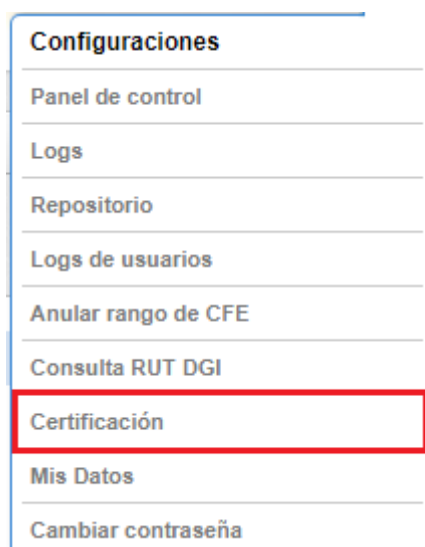 Configuraciones
Panel de control
Logs
Repositorio
Logs de usuarios
Anular rango de CFE
Consulta RUT DGI
Certificación
Mis Datos
Cambiar contraseña